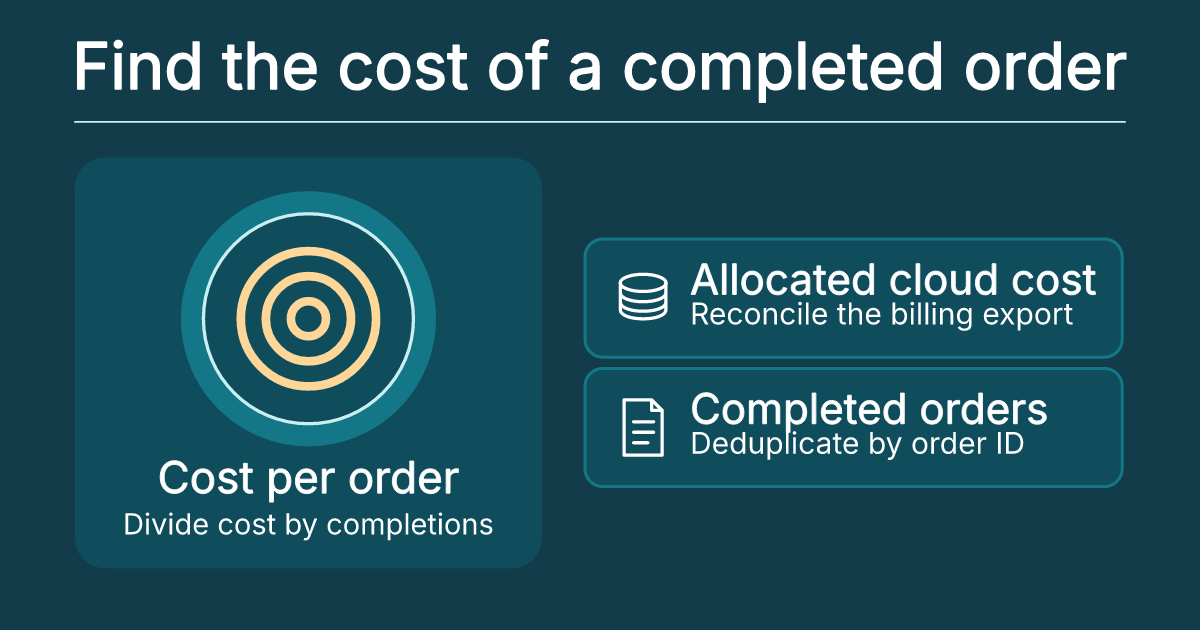 Find the cost of a completed order
Cost per order
Divide cost by completions
Allocated cloud cost
Reconcile the billing export
Completed orders
Deduplicate by order ID